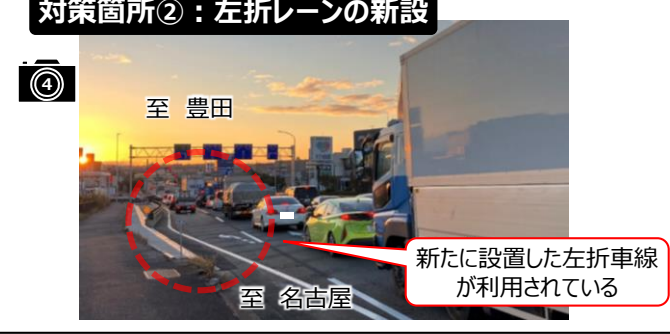 対策箇所②：左折レーンの新設
④
至 豊田
新たに設置した左折車線
が利用されている
至 名古屋